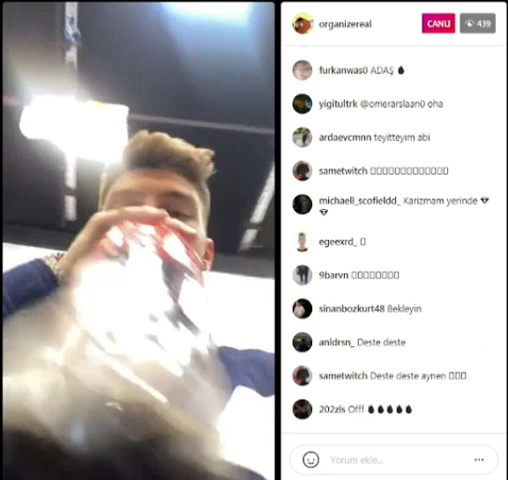 organizereal
CANLI
439
furkanwas0 ADAŞ
yigitultrk @omerarslaan0 oha
ardaevcmnn teyitteyim abi
sametwitch
michaell_scofieldd_ Karizmam yerinde
egeexrd_
9barvn
sinanbozkurt48 Bekleyin
anldrsn_ Deste deste
sametwitch Deste deste aynen
202zls Offf
Yorum ekle...